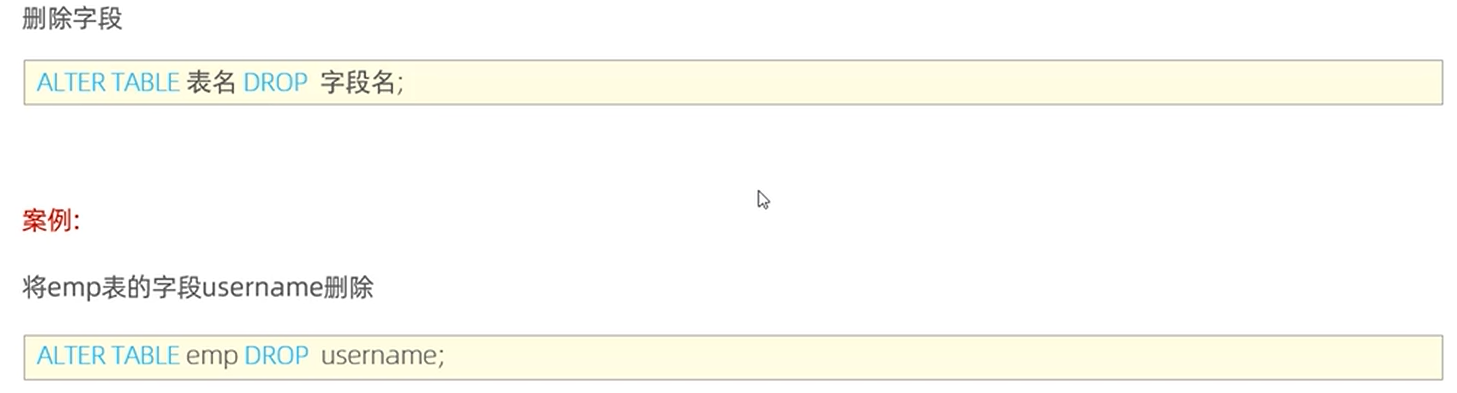 删除字段
ALTER TABLE 表名 DROP 字段名;
案例:
将emp表的字段username删除
ALTER TABLE emp DROP username;